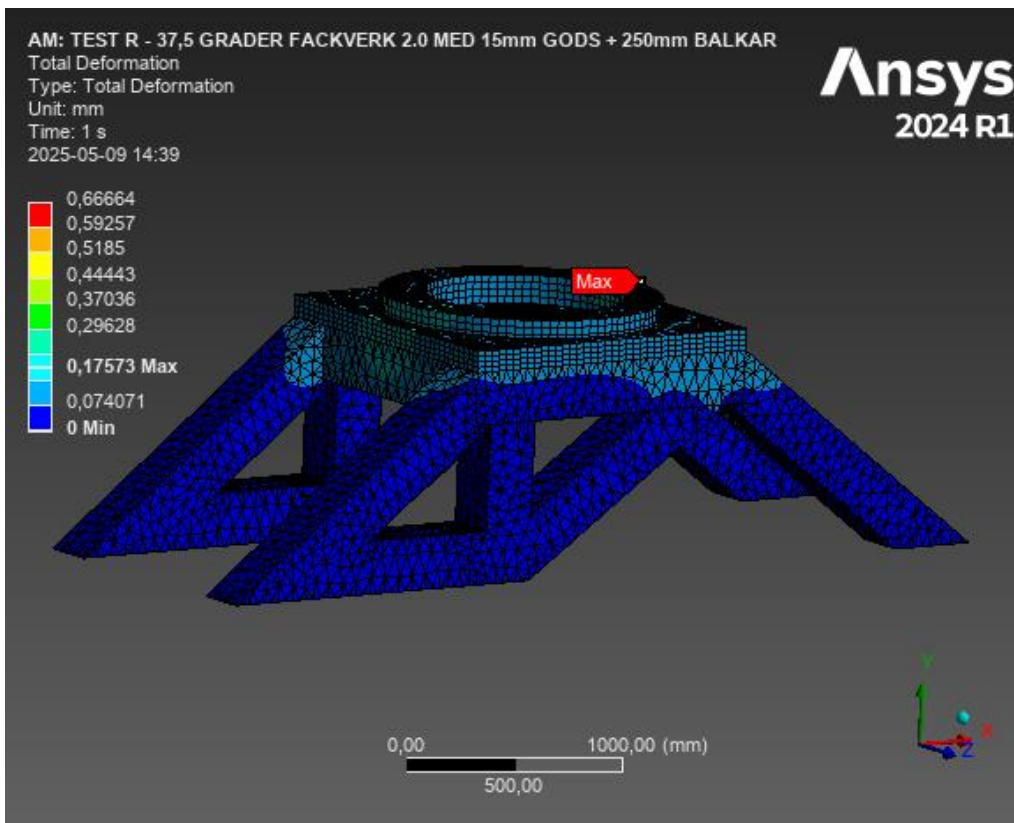 AM: TEST R - 37,5 GRADER FACKVERK 2.0 MED 15mm GODS + 250mm BALKAR
Total Deformation
Type: Total Deformation
Unit: mm
Time: 1 s
2025-05-09 14:39
Ansys
2024 R1
0,66664
0,59257
0,5185
0,44443
0,37036
0,29628
0,17573 Max
0,074071
0 Min
Max
0,00
1000,00 (mm)
500,00
Y
X
Z